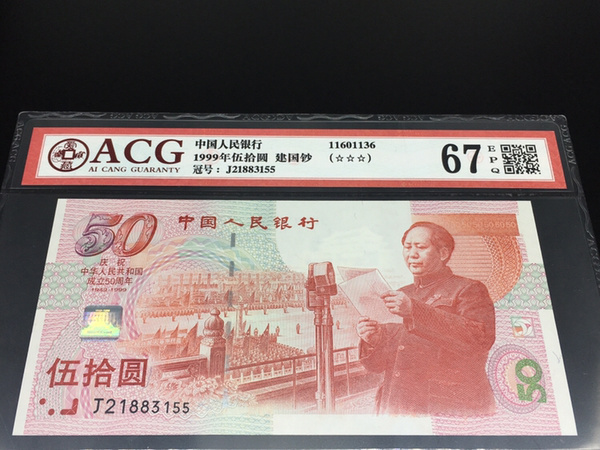 ACG
AI CANG GUARANTY
中国人民银行
1999年伍拾圆 建国钞
冠号：J21883155
11601136
(☆☆☆)
67
EPQ
50
中国人民银行
庆祝
中华人民共和国
成立50周年
1949-1999
伍拾圆
J21883155
50